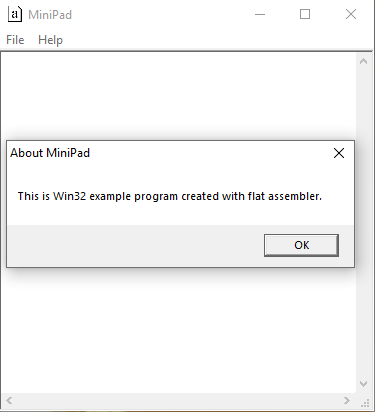 a MiniPad
File Help
About MiniPad
This is Win32 example program created with flat assembler.
OK